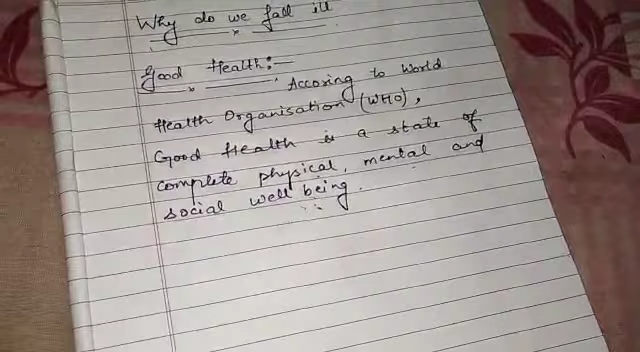 Why do we fall ill
Good Health:-
Accoring to World
Health Organisation (WHO),
Good Health is a state of
complete physical, mental and
social well being.